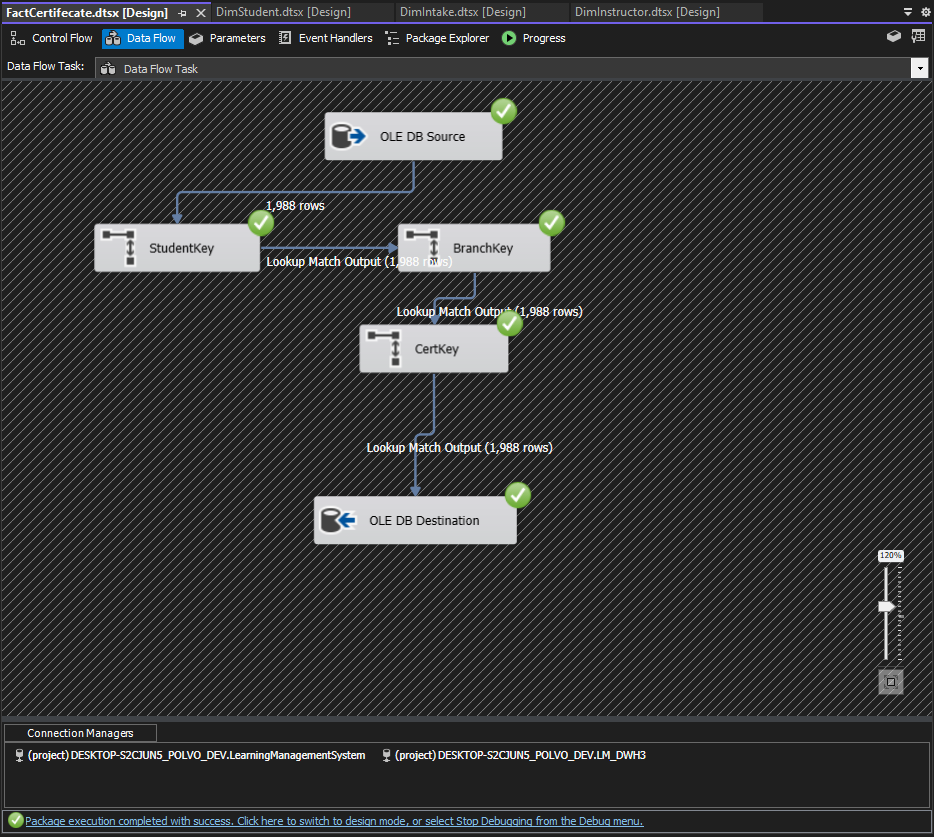 FactCertifecate.dtsx [Design] DimStudent.dtsx [Design] DimIntake.dtsx [Design] DimInstructor.dtsx [Design]
Control Flow Data Flow Parameters Event Handlers Package Explorer Progress
Data Flow Task: Data Flow Task
OLE DB Source
1,988 rows
StudentKey BranchKey
Lookup Match Output (1,988 rows)
Lookup Match Output (1,988 rows)
CertKey
Lookup Match Output (1,988 rows)
OLE DB Destination
120%
Connection Managers
(project) DESKTOP-S2CJUN5_POLVO_DEV.LearningManagementSystem (project) DESKTOP-S2CJUN5_POLVO_DEV.LM_DWH3
Package execution completed with success. Click here to switch to design mode, or select Stop Debugging from the Debug menu.